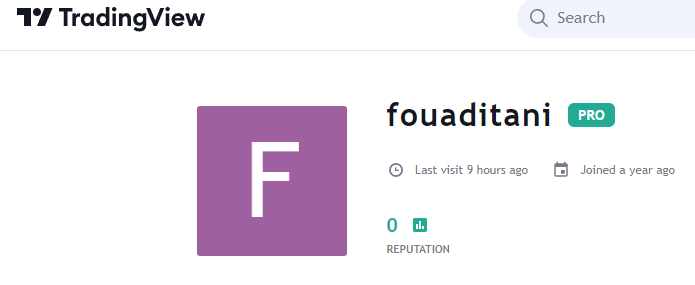 TradingView
Search
F
fouaditani PRO
Last visit 9 hours ago Joined a year ago
0
REPUTATION